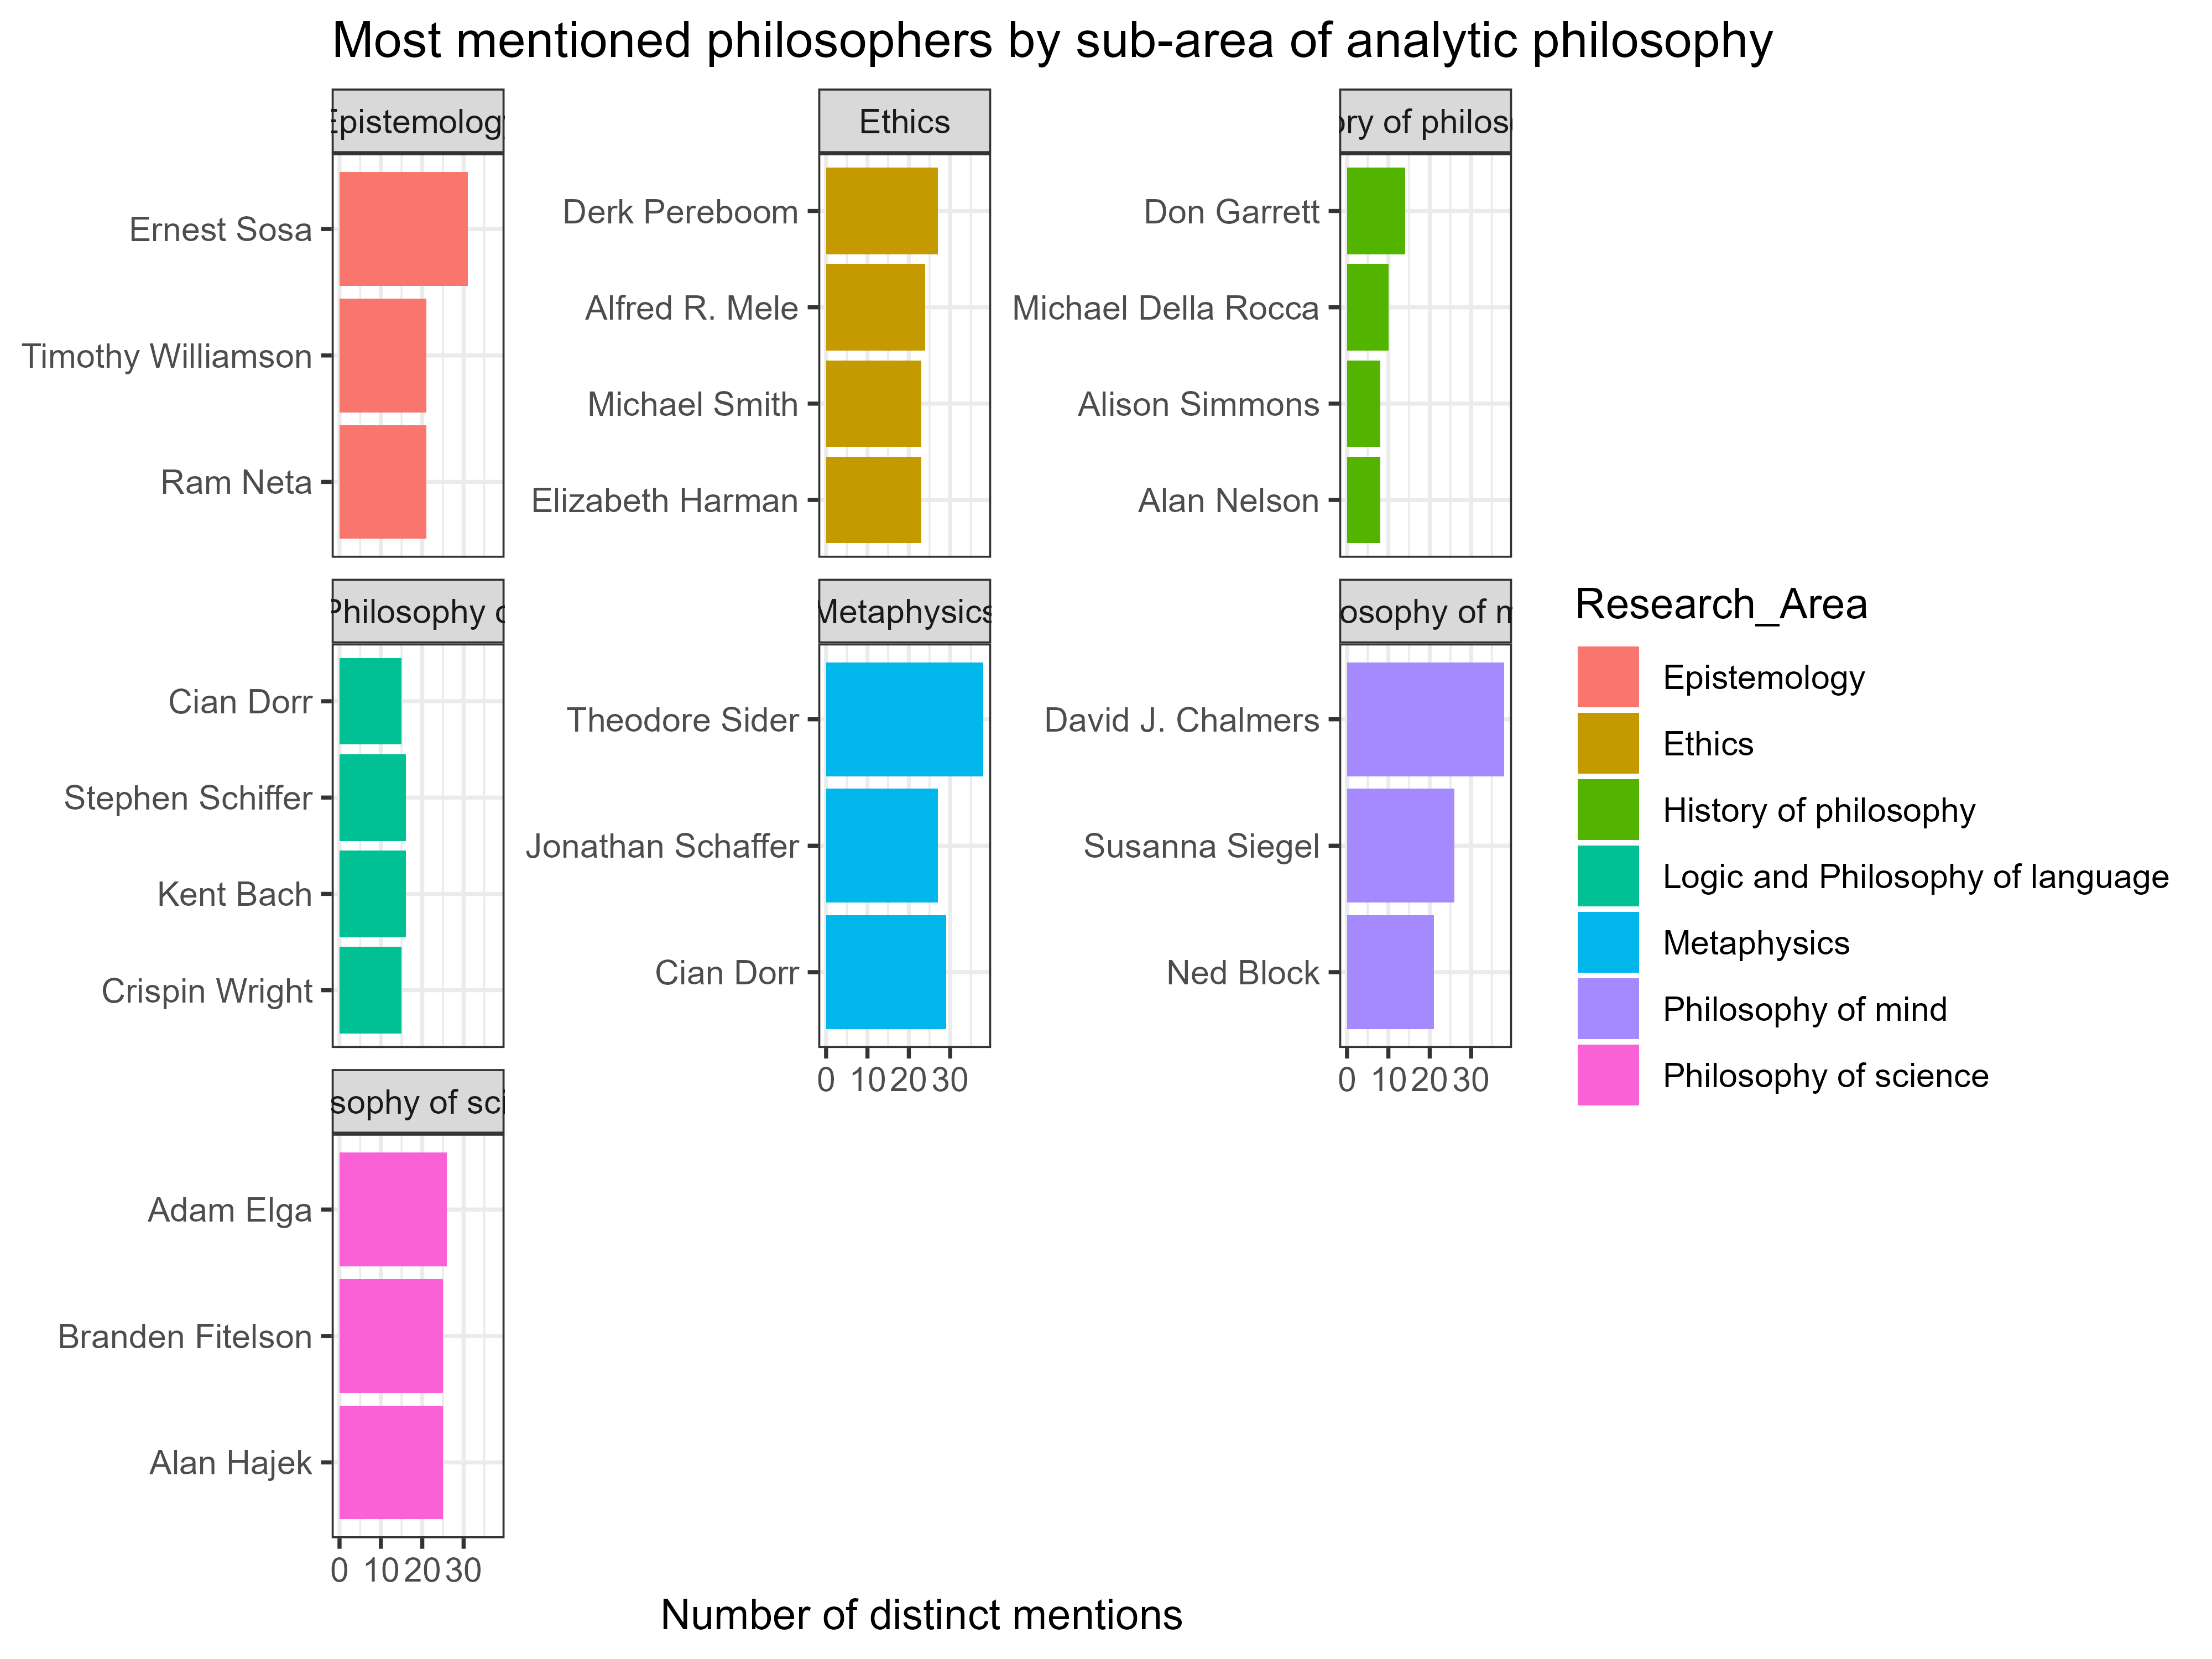 Most mentioned philosophers by sub-area of analytic philosophy
Epistemology
Ernest Sosa
Timothy Williamson
Ram Neta
Ethics
Derk Pereboom
Alfred R. Mele
Michael Smith
Elizabeth Harman
ory of philoso
Don Garrett
Michael Della Rocca
Alison Simmons
Alan Nelson
Philosophy o
Cian Dorr
Stephen Schiffer
Kent Bach
Crispin Wright
Metaphysics
Theodore Sider
Jonathan Schaffer
Cian Dorr
0 10 20 30
osophy of m
David J. Chalmers
Susanna Siegel
Ned Block
0 10 20 30
sophy of sci
Adam Elga
Branden Fitelson
Alan Hajek
0 10 20 30
Number of distinct mentions
Research_Area
Epistemology
Ethics
History of philosophy
Logic and Philosophy of language
Metaphysics
Philosophy of mind
Philosophy of science